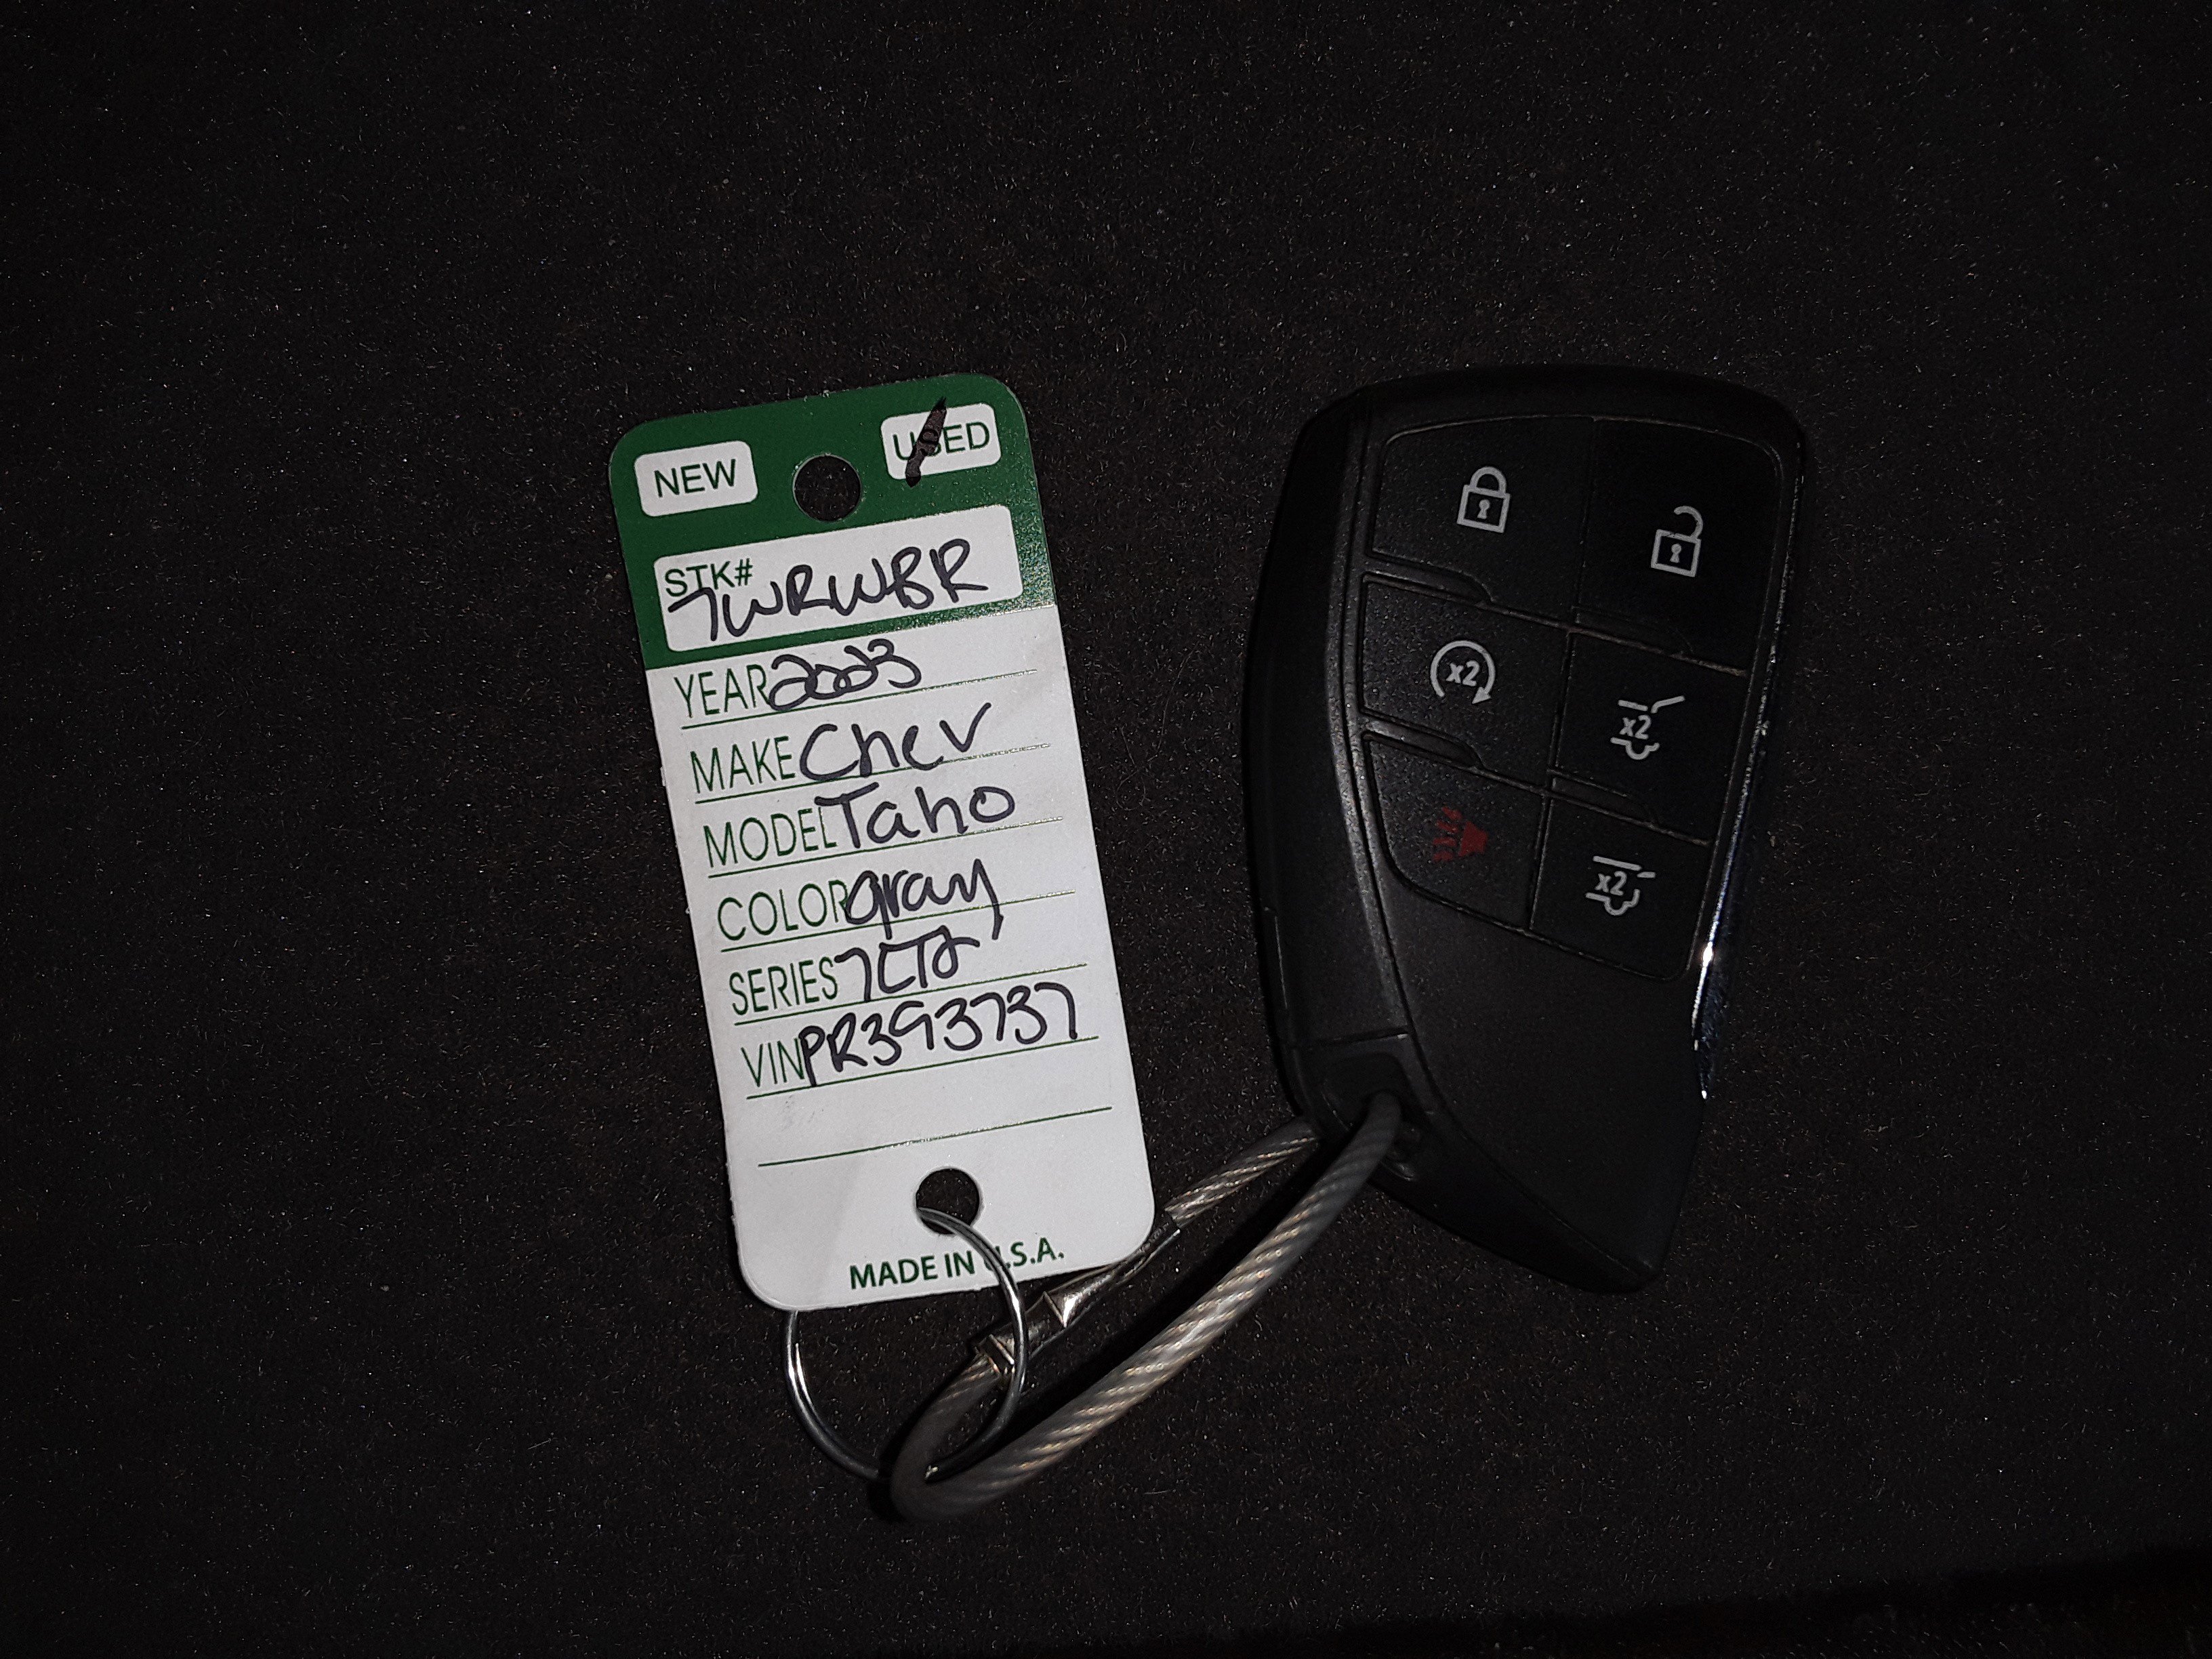 NEW USED
STK# 7WRWBR
YEAR 2023
MAKE Chev
MODEL Taho
COLOR gray
SERIES
VIN PR393737
MADE IN U.S.A.
x2
x2
x2